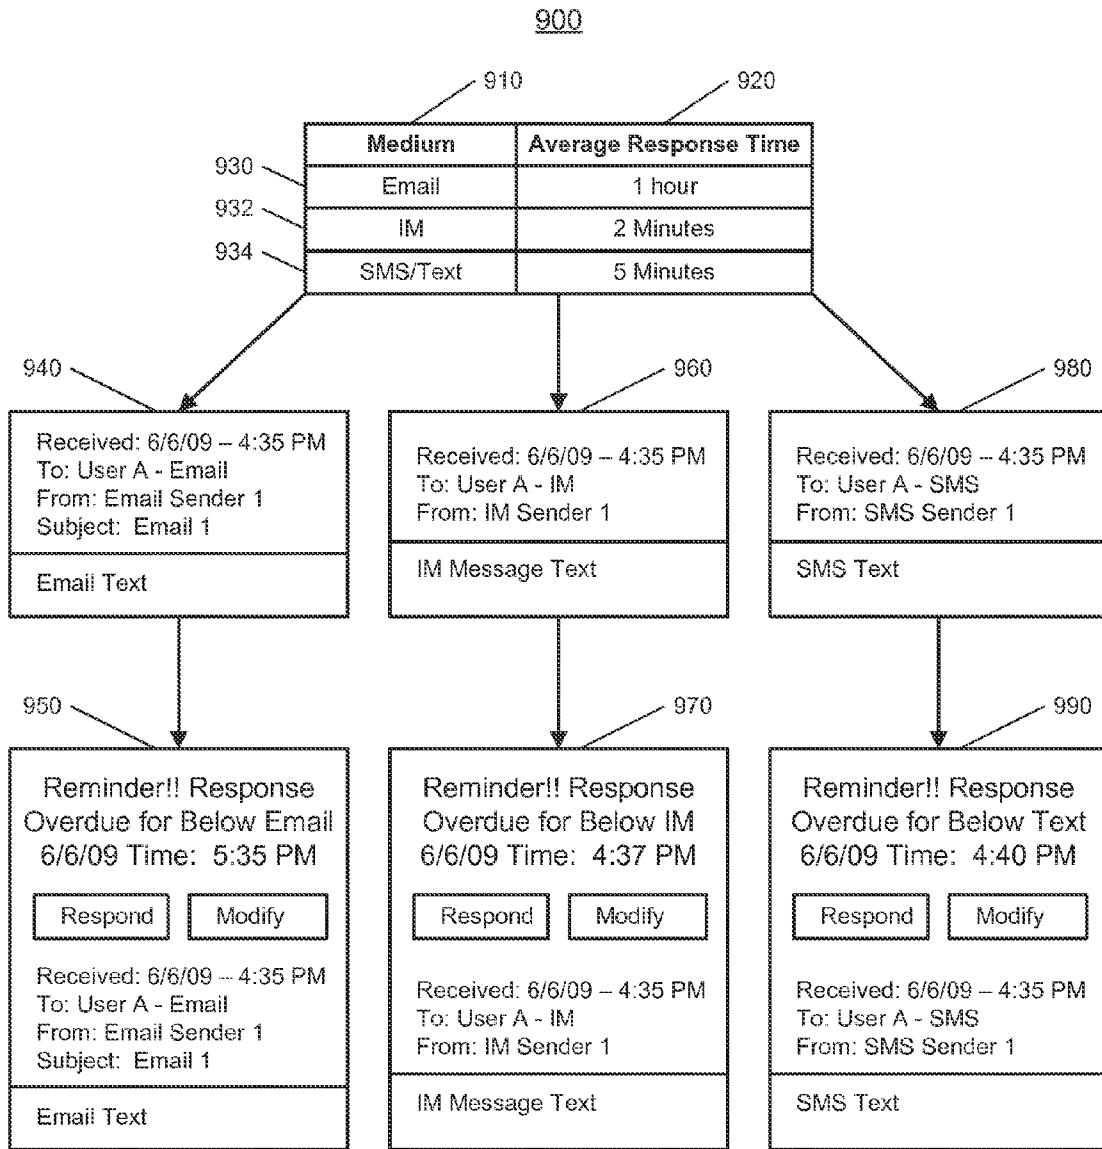 900
910
920
Medium
Average Response Time
930
Email
1 hour
932
IM
2 Minutes
934
SMS/Text
5 Minutes
940
Received: 6/6/09 – 4:35 PM
To: User A - Email
From: Email Sender 1
Subject: Email 1
Email Text
960
Received: 6/6/09 – 4:35 PM
To: User A - IM
From: IM Sender 1
IM Message Text
980
Received: 6/6/09 – 4:35 PM
To: User A - SMS
From: SMS Sender 1
SMS Text
950
Reminder!! Response
Overdue for Below Email
6/6/09 Time: 5:35 PM
Respond
Modify
Received: 6/6/09 – 4:35 PM
To: User A - Email
From: Email Sender 1
Subject: Email 1
Email Text
970
Reminder!! Response
Overdue for Below IM
6/6/09 Time: 4:37 PM
Respond
Modify
Received: 6/6/09 – 4:35 PM
To: User A - IM
From: IM Sender 1
IM Message Text
990
Reminder!! Response
Overdue for Below Text
6/6/09 Time: 4:40 PM
Respond
Modify
Received: 6/6/09 – 4:35 PM
To: User A - SMS
From: SMS Sender 1
SMS Text